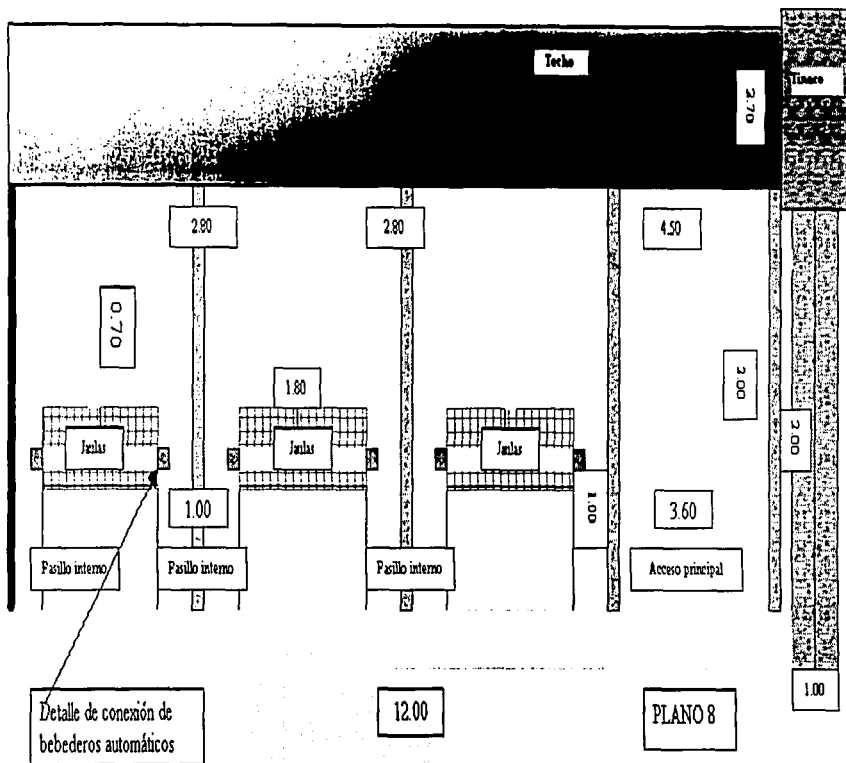 Techo
Tinaco
2.70
2.80
2.80
4.50
0.70
1.80
2.00
2.00
Jaulas
Jaulas
Jaulas
1.00
1.00
3.60
Pasillo interno
Pasillo interno
Pasillo interno
Acceso principal
1.00
Detalle de conexión de
bebederos automáticos
12.00
PLANO 8